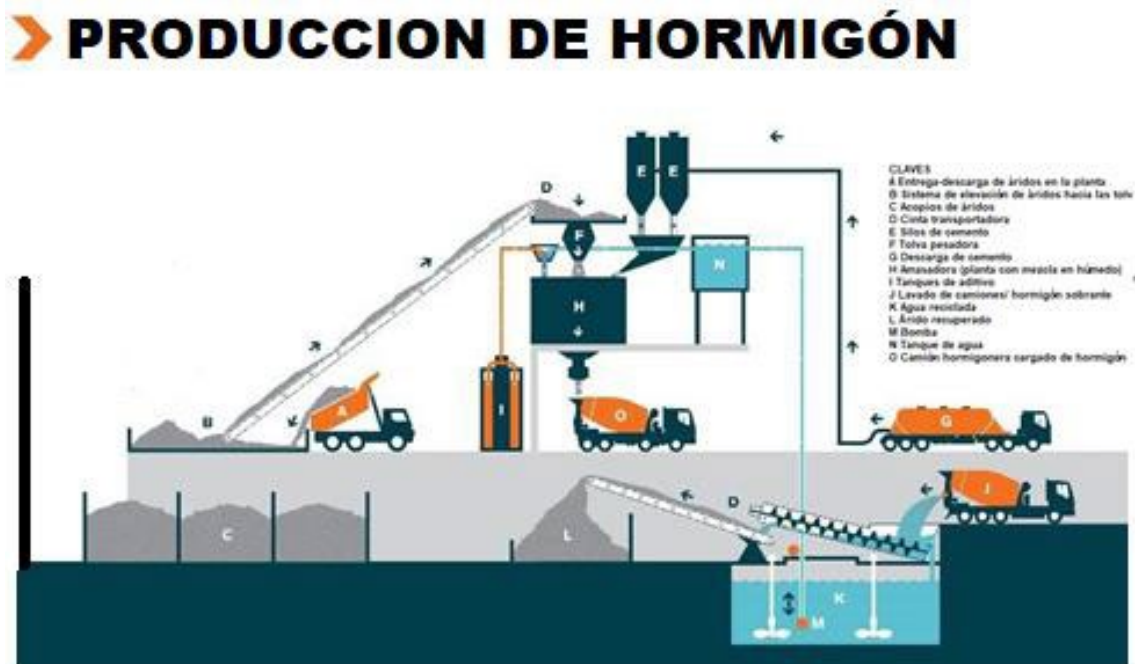 PRODUCCION DE HORMIGÓN
D
E E
F
N
H
I
O
A
B
G
J
C
L
D
K
M
CLAVES
A Entrega-descarga de áridos en la planta
B Sistema de elevación de áridos hacia las tolv
C Acopios de áridos
D Cinta transportadora
E Silos de cemento
F Tolva pesadora
G Descarga de cemento
H Amasadora (planta con mezcla en húmedo)
I Tanques de aditivo
J Lavado de camiones/ hormigón sobrante
K Agua reciclada
L Árido recuperado
M Bomba
N Tanque de agua
O Camión hormigonera cargado de hormigón